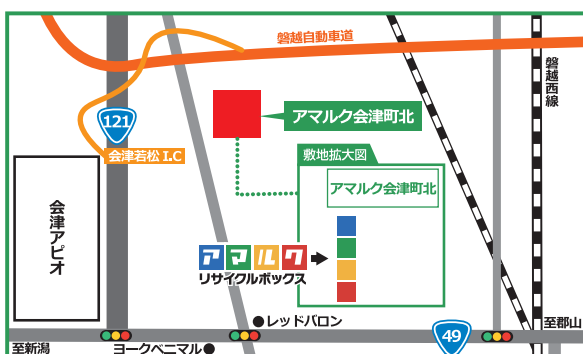 磐越自動車道
磐越西線
121
アマルク会津町北
会津若松 I.C
敷地拡大図
アマルク会津町北
会津アピオ
アマルク
リサイクルボックス
レッドバロン
至郡山
49
至新潟
ヨークベニマル